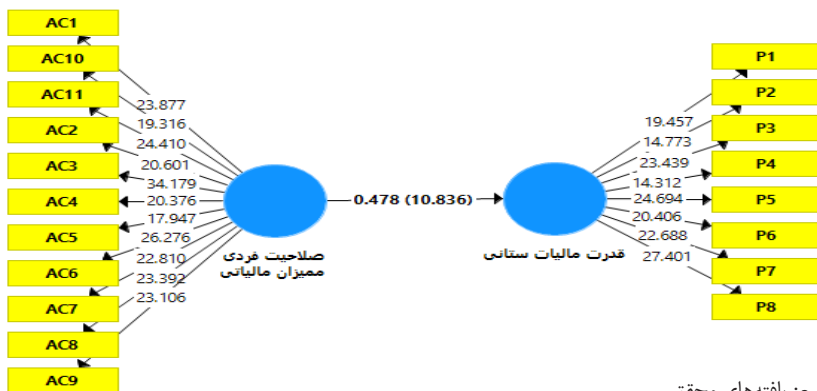 AC1
AC10
AC11
AC2
AC3
AC4
AC5
AC6
AC7
AC8
AC9
23.877
19.316
24.410
20.601
34.179
20.376
17.947
26.276
22.810
23.392
23.106
صلاحیت فردی
ممیزان مالیاتی
0.478 (10.836)
قدرت مالیات ستانی
19.457
14.773
23.439
14.312
24.694
20.406
22.688
27.401
P1
P2
P3
P4
P5
P6
P7
P8